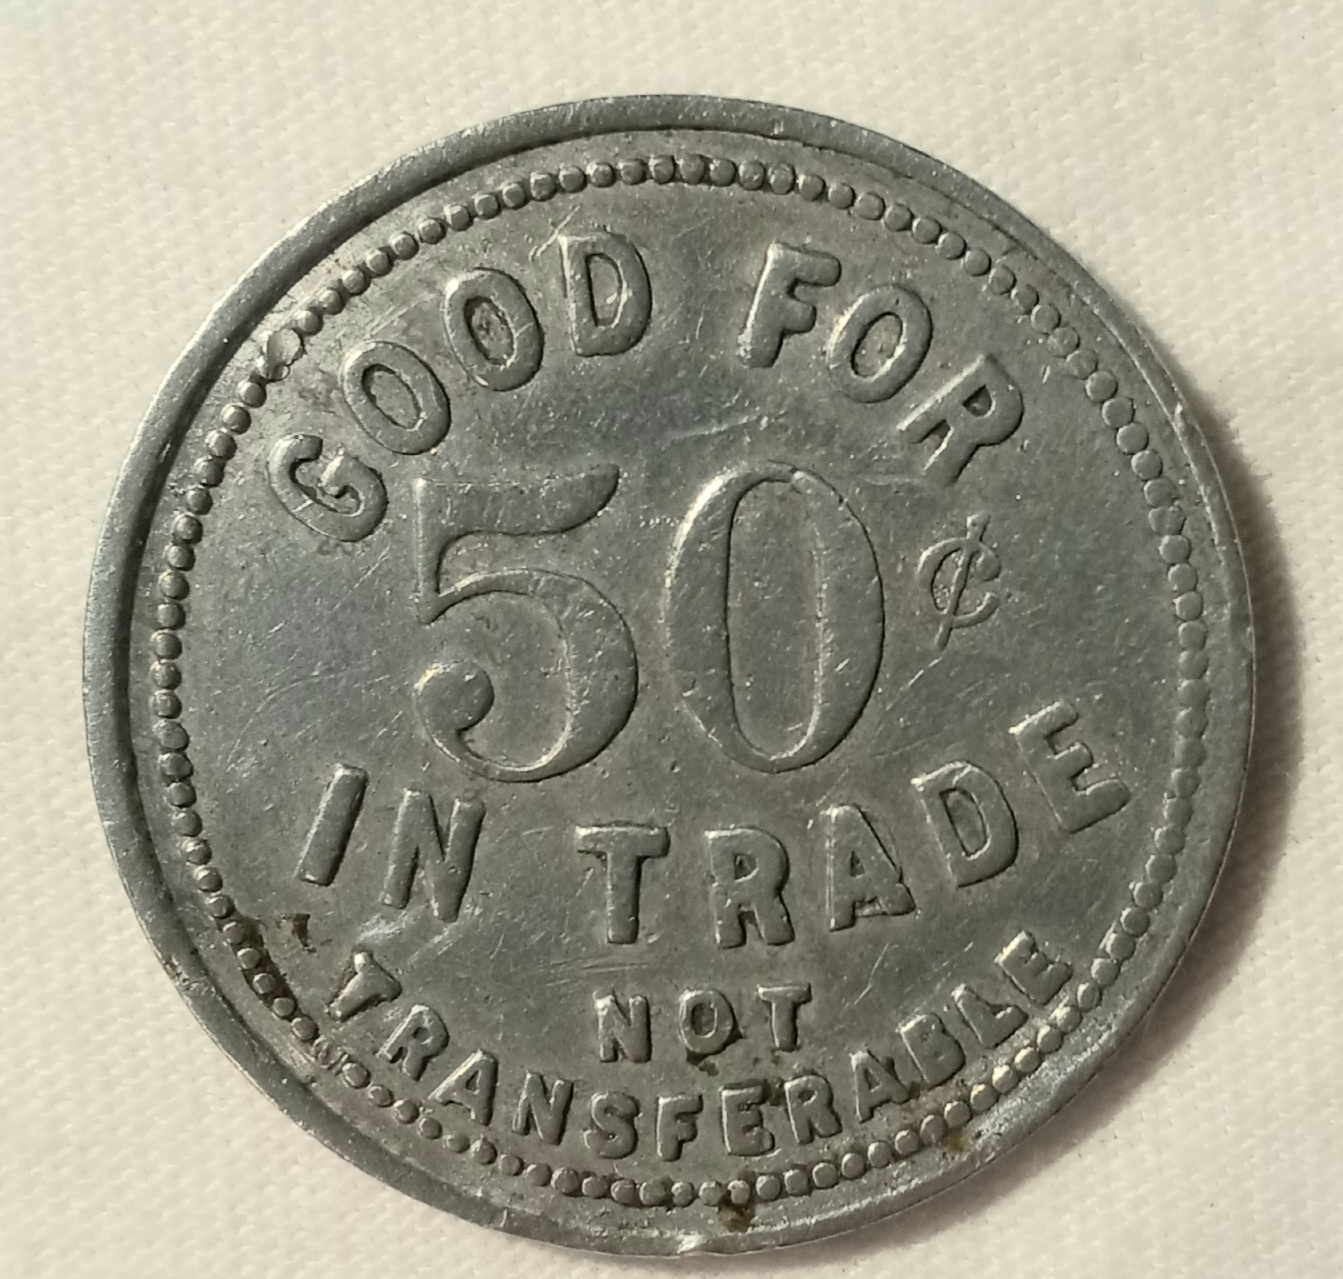 GOOD FOR
50¢
IN TRADE
NOT
TRANSFERABLE